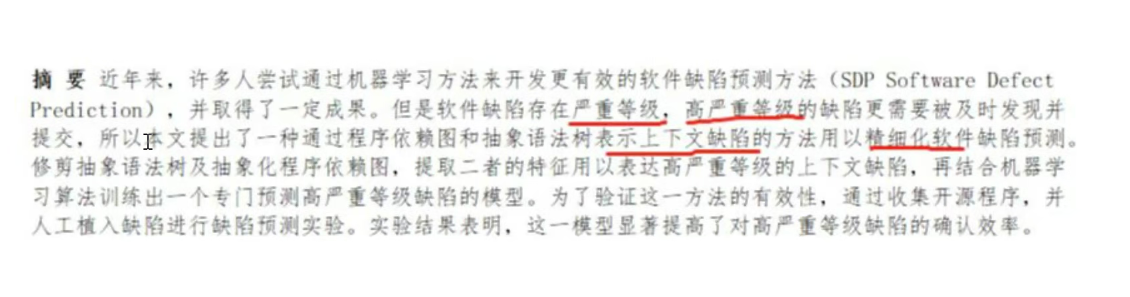 摘 要 近年来，许多人尝试通过机器学习方法来开发更有效的软件缺陷预测方法（SDP Software Defect
Prediction），并取得了一定成果。但是软件缺陷存在严重等级，高严重等级的缺陷更需要被及时发现并
提交，所以本文提出了一种通过程序依赖图和抽象语法树表示上下文缺陷的方法用以精细化软件缺陷预测。
修剪抽象语法树及抽象化程序依赖图，提取二者的特征用以表达高严重等级的上下文缺陷，再结合机器学
习算法训练出一个专门预测高严重等级缺陷的模型。为了验证这一方法的有效性，通过收集开源程序，并
人工植入缺陷进行缺陷预测实验。实验结果表明，这一模型显著提高了对高严重等级缺陷的确认效率。